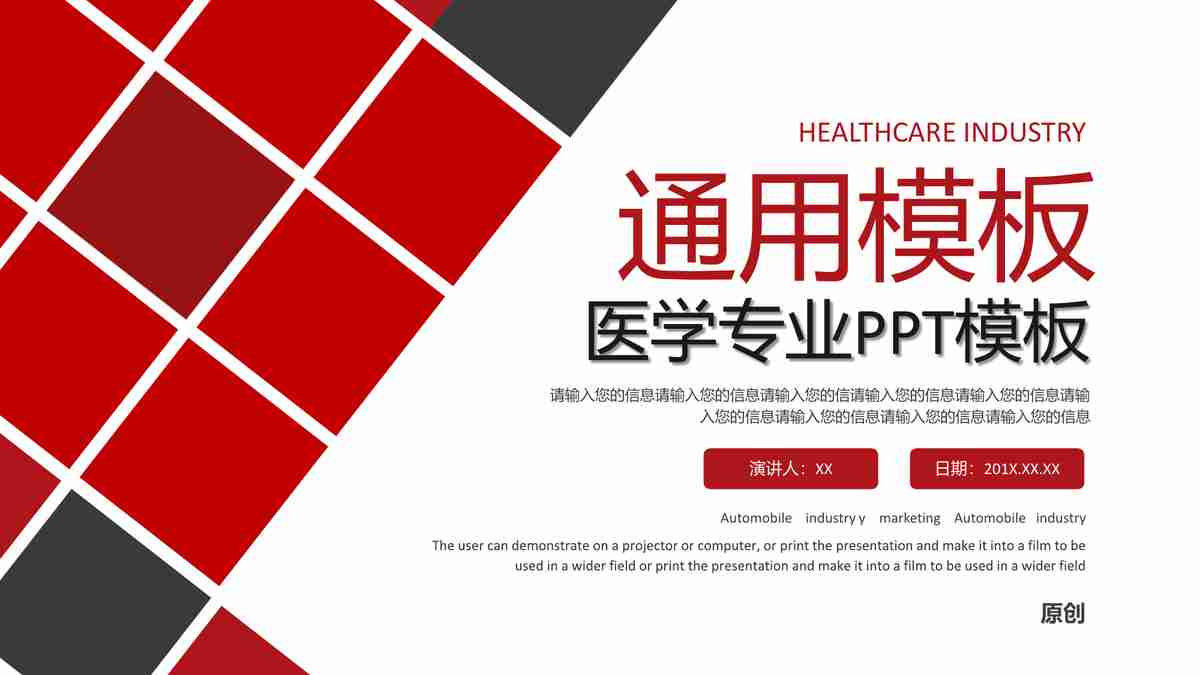 HEALTHCARE INDUSTRY
通用模板
医学专业PPT模板
请输入您的信息请输入您的信息请输入您的信请输入您的信息请输入您的信息请输
入您的信息请输入您的信息请输入您的信息请输入您的信息
演讲人：XX
日期：201X.XX.XX
Automobile industry y marketing Automobile industry
The user can demonstrate on a projector or computer, or print the presentation and make it into a film to be
used in a wider field or print the presentation and make it into a film to be used in a wider field
原创